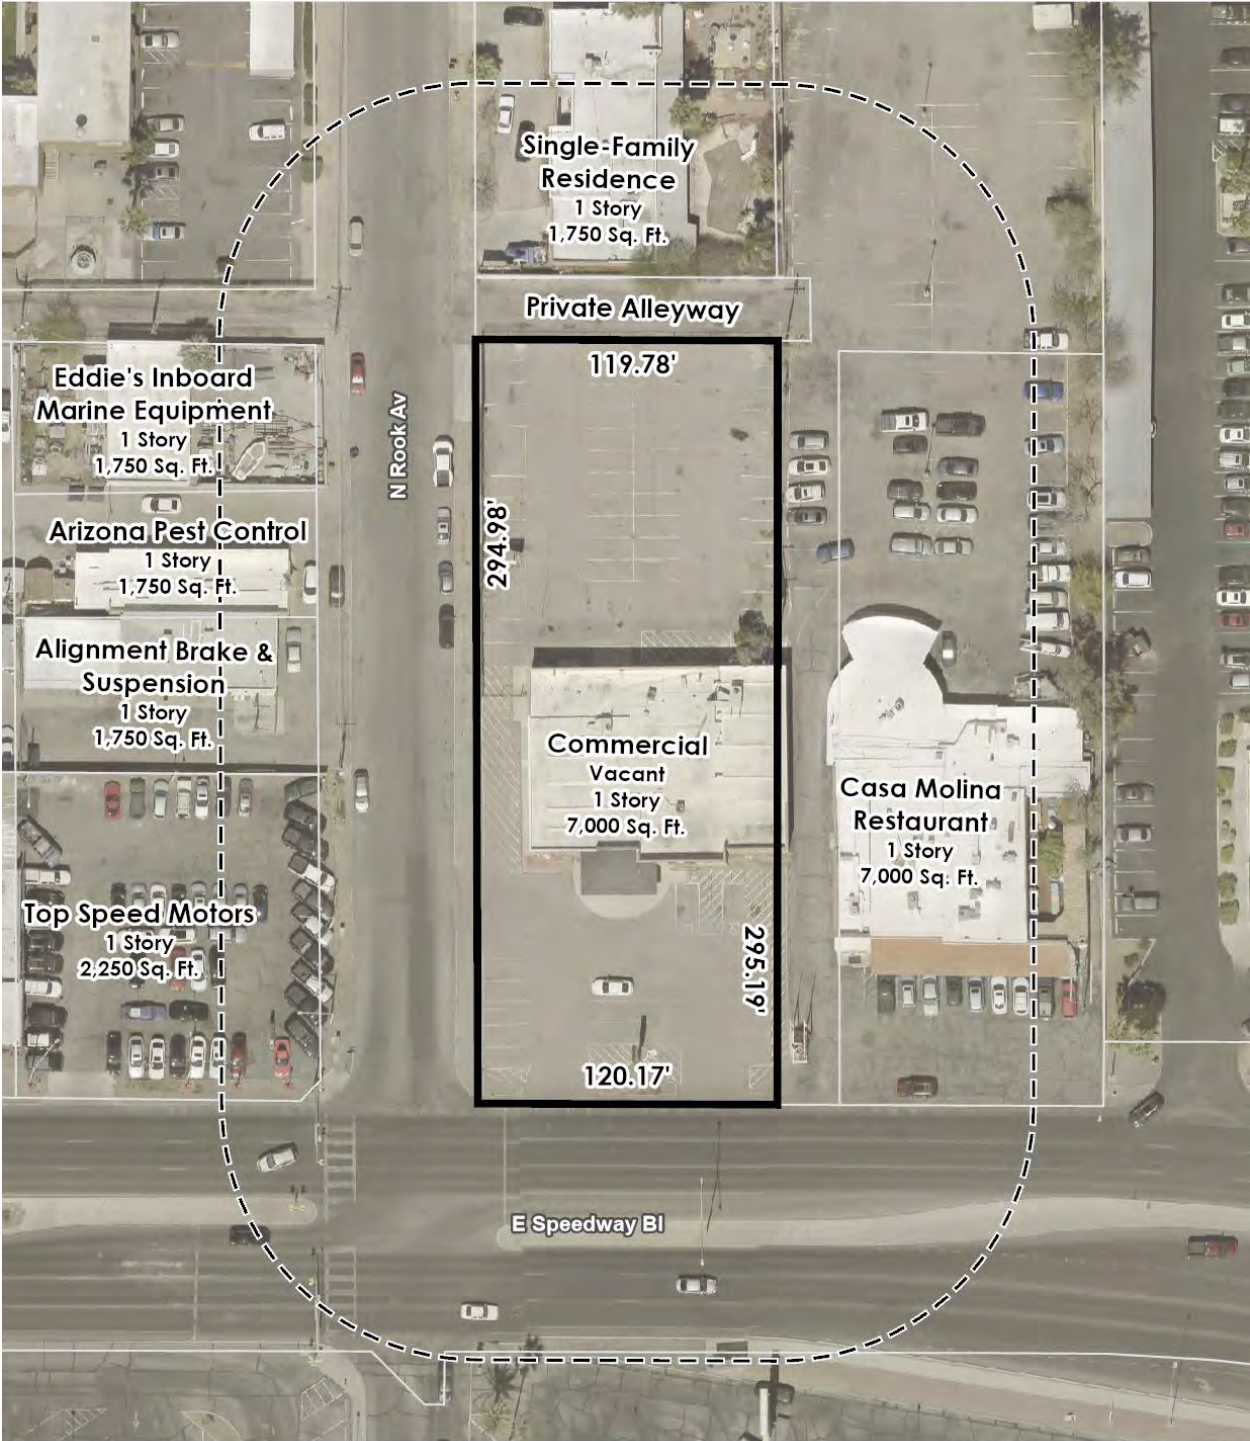 Single-Family
Residence
1 Story
1,750 Sq. Ft.
Private Alleyway
119.78'
Eddie's Inboard
Marine Equipment
1 Story
1,750 Sq. Ft.
N Rook Av
294.98'
Arizona Pest Control
1 Story
1,750 Sq. Ft.
Alignment Brake &
Suspension
1 Story
1,750 Sq. Ft.
Commercial
Vacant
1 Story
7,000 Sq. Ft.
Casa Molina
Restaurant
1 Story
7,000 Sq. Ft.
Top Speed Motors
1 Story
2,250 Sq. Ft.
295.19'
120.17'
E Speedway Bl